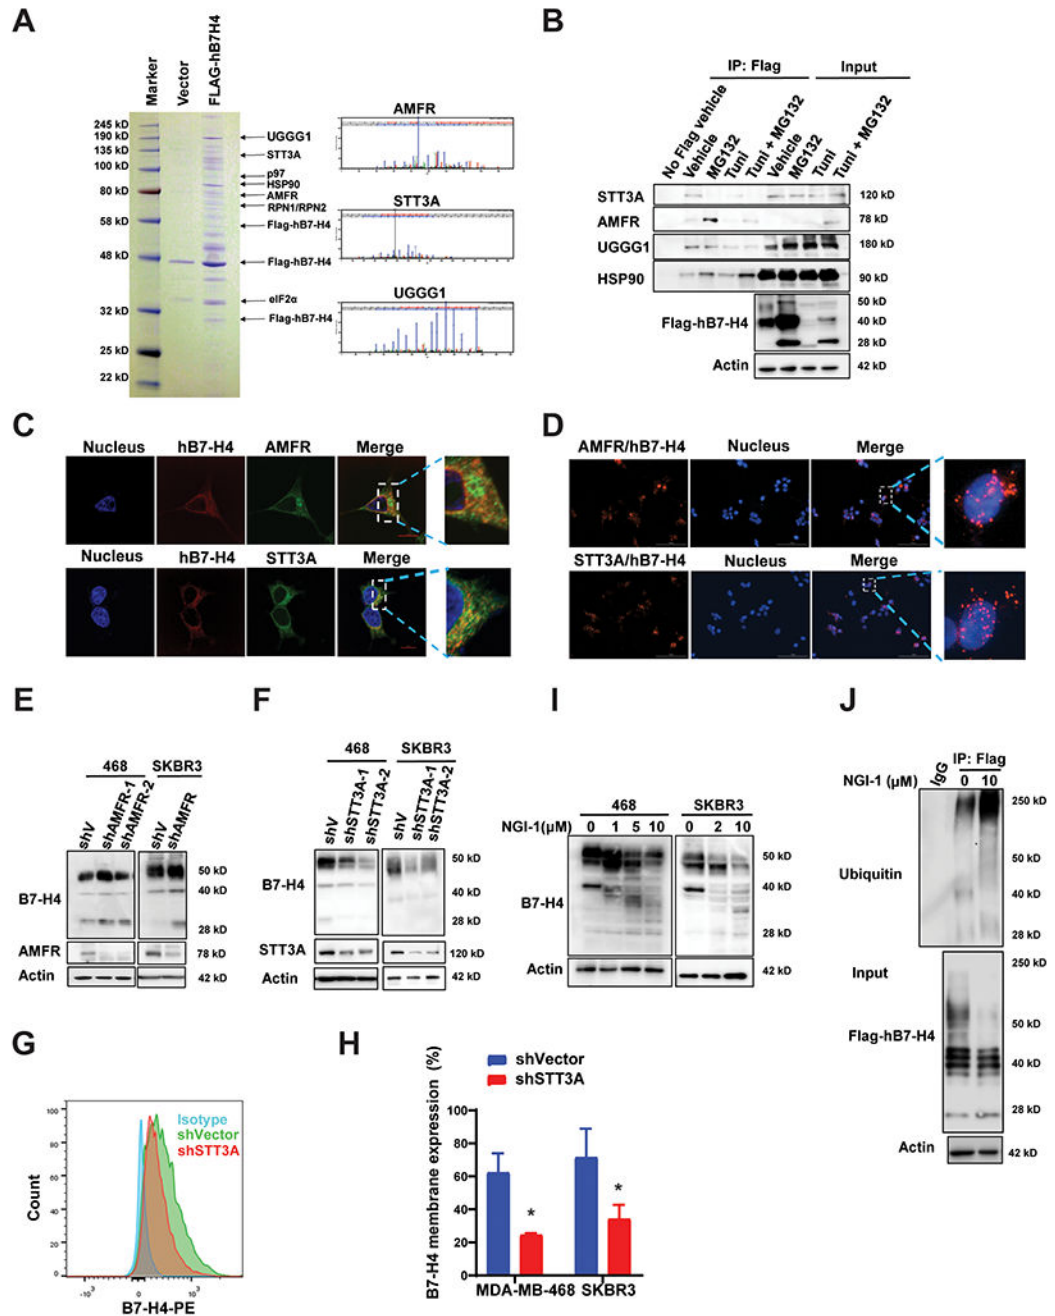 A
Marker
Vector
FLAG-hB7H4
245 kD
190 kD
135 kD
100 kD
80 kD
58 kD
48 kD
32 kD
25 kD
22 kD
UGGG1
STT3A
p97
HSP90
AMFR
RPN1/RPN2
Flag-hB7-H4
Flag-hB7-H4
eIF2α
Flag-hB7-H4
AMFR
STT3A
UGGG1
B
IP: Flag Input
No Flag vehicle
Vehicle
MG132
Tuni
Tuni + MG132
Vehicle
MG132
Tuni
Tuni + MG132
STT3A 120 kD
AMFR 78 kD
UGGG1 180 kD
HSP90 90 kD
50 kD
Flag-hB7-H4 40 kD
28 kD
Actin 42 kD
C
Nucleus hB7-H4 AMFR Merge
Nucleus hB7-H4 STT3A Merge
D
AMFR/hB7-H4 Nucleus Merge
STT3A/hB7-H4 Nucleus Merge
E
468 SKBR3
shV
shAMFR-1
shAMFR-2
shV
shAMFR
B7-H4
50 kD
40 kD
28 kD
AMFR 78 kD
Actin 42 kD
F
468 SKBR3
shV
shSTT3A-1
shSTT3A-2
shV
shSTT3A-1
shSTT3A-2
B7-H4
50 kD
40 kD
28 kD
STT3A 120 kD
Actin 42 kD
I
468 SKBR3
NGI-1(µM) 0 1 5 10 0 2 10
B7-H4
50 kD
40 kD
28 kD
Actin 42 kD
J
IgG
IP: Flag
NGI-1 (µM) 0 10
250 kD
Ubiquitin
50 kD
40 kD
28 kD
Input
250 kD
Flag-hB7-H4
50 kD
40 kD
28 kD
Actin 42 kD
G
Isotype
shVector
shSTT3A
Count
100
80
60
40
20
0
-10³ 0 10³
B7-H4-PE
H
shVector
shSTT3A
B7-H4 membrane expression (%)
100
80
60
40
20
0
* *
MDA-MB-468 SKBR3